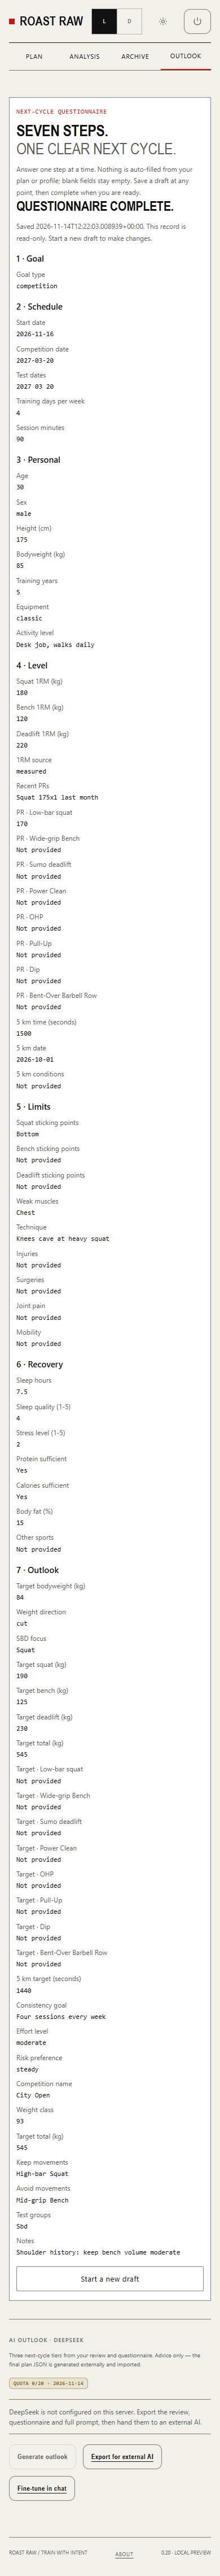 ROAST RAW
L
D
PLAN
ANALYSIS
ARCHIVE
OUTLOOK
NEXT-CYCLE QUESTIONNAIRE
SEVEN STEPS.
ONE CLEAR NEXT CYCLE.
Answer one step at a time. Nothing is auto-filled from your
plan or profile; blank fields stay empty. Save a draft at any
point, then complete when you are ready.
QUESTIONNAIRE COMPLETE.
Saved 2026-11-14T12:22:03.008939+00:00. This record is
read-only. Start a new draft to make changes.
1 · Goal
Goal type
competition
2 · Schedule
Start date
2026-11-16
Competition date
2027-03-20
Test dates
2027 03 20
Training days per week
4
Session minutes
90
3 · Personal
Age
30
Sex
male
Height (cm)
175
Bodyweight (kg)
85
Training years
5
Equipment
classic
Activity level
Desk job, walks daily
4 · Level
Squat 1RM (kg)
180
Bench 1RM (kg)
120
Deadlift 1RM (kg)
220
1RM source
measured
Recent PRs
Squat 175x1 last month
PR · Low-bar squat
170
PR · Wide-grip Bench
Not provided
PR · Sumo deadlift
Not provided
PR · Power Clean
Not provided
PR · OHP
Not provided
PR · Pull-Up
Not provided
PR · Dip
Not provided
PR · Bent-Over Barbell Row
Not provided
5 km time (seconds)
1500
5 km date
2026-10-01
5 km conditions
Not provided
5 · Limits
Squat sticking points
Bottom
Bench sticking points
Not provided
Deadlift sticking points
Not provided
Weak muscles
Chest
Technique
Knees cave at heavy squat
Injuries
Not provided
Surgeries
Not provided
Joint pain
Not provided
Mobility
Not provided
6 · Recovery
Sleep hours
7.5
Sleep quality (1-5)
4
Stress level (1-5)
2
Protein sufficient
Yes
Calories sufficient
Yes
Body fat (%)
15
Other sports
Not provided
7 · Outlook
Target bodyweight (kg)
84
Weight direction
cut
SBD focus
Squat
Target squat (kg)
190
Target bench (kg)
125
Target deadlift (kg)
230
Target total (kg)
545
Target · Low-bar squat
Not provided
Target · Wide-grip Bench
Not provided
Target · Sumo deadlift
Not provided
Target · Power Clean
Not provided
Target · OHP
Not provided
Target · Pull-Up
Not provided
Target · Dip
Not provided
Target · Bent-Over Barbell Row
Not provided
5 km target (seconds)
1440
Consistency goal
Four sessions every week
Effort level
moderate
Risk preference
steady
Competition name
City Open
Weight class
93
Target total (kg)
545
Keep movements
High-bar Squat
Avoid movements
Mid-grip Bench
Test groups
Sbd
Notes
Shoulder history: keep bench volume moderate
Start a new draft
AI OUTLOOK · DEEPSEEK
Three next-cycle tiers from your review and questionnaire. Advice only — the
final plan JSON is generated externally and imported.
QUOTA 0/20 · 2026-11-14
DeepSeek is not configured on this server. Export the review,
questionnaire and full prompt, then hand them to an external AI.
Generate outlook
Export for external AI
Fine-tune in chat
ROAST RAW / TRAIN WITH INTENT
ABOUT
0.20 · LOCAL PREVIEW